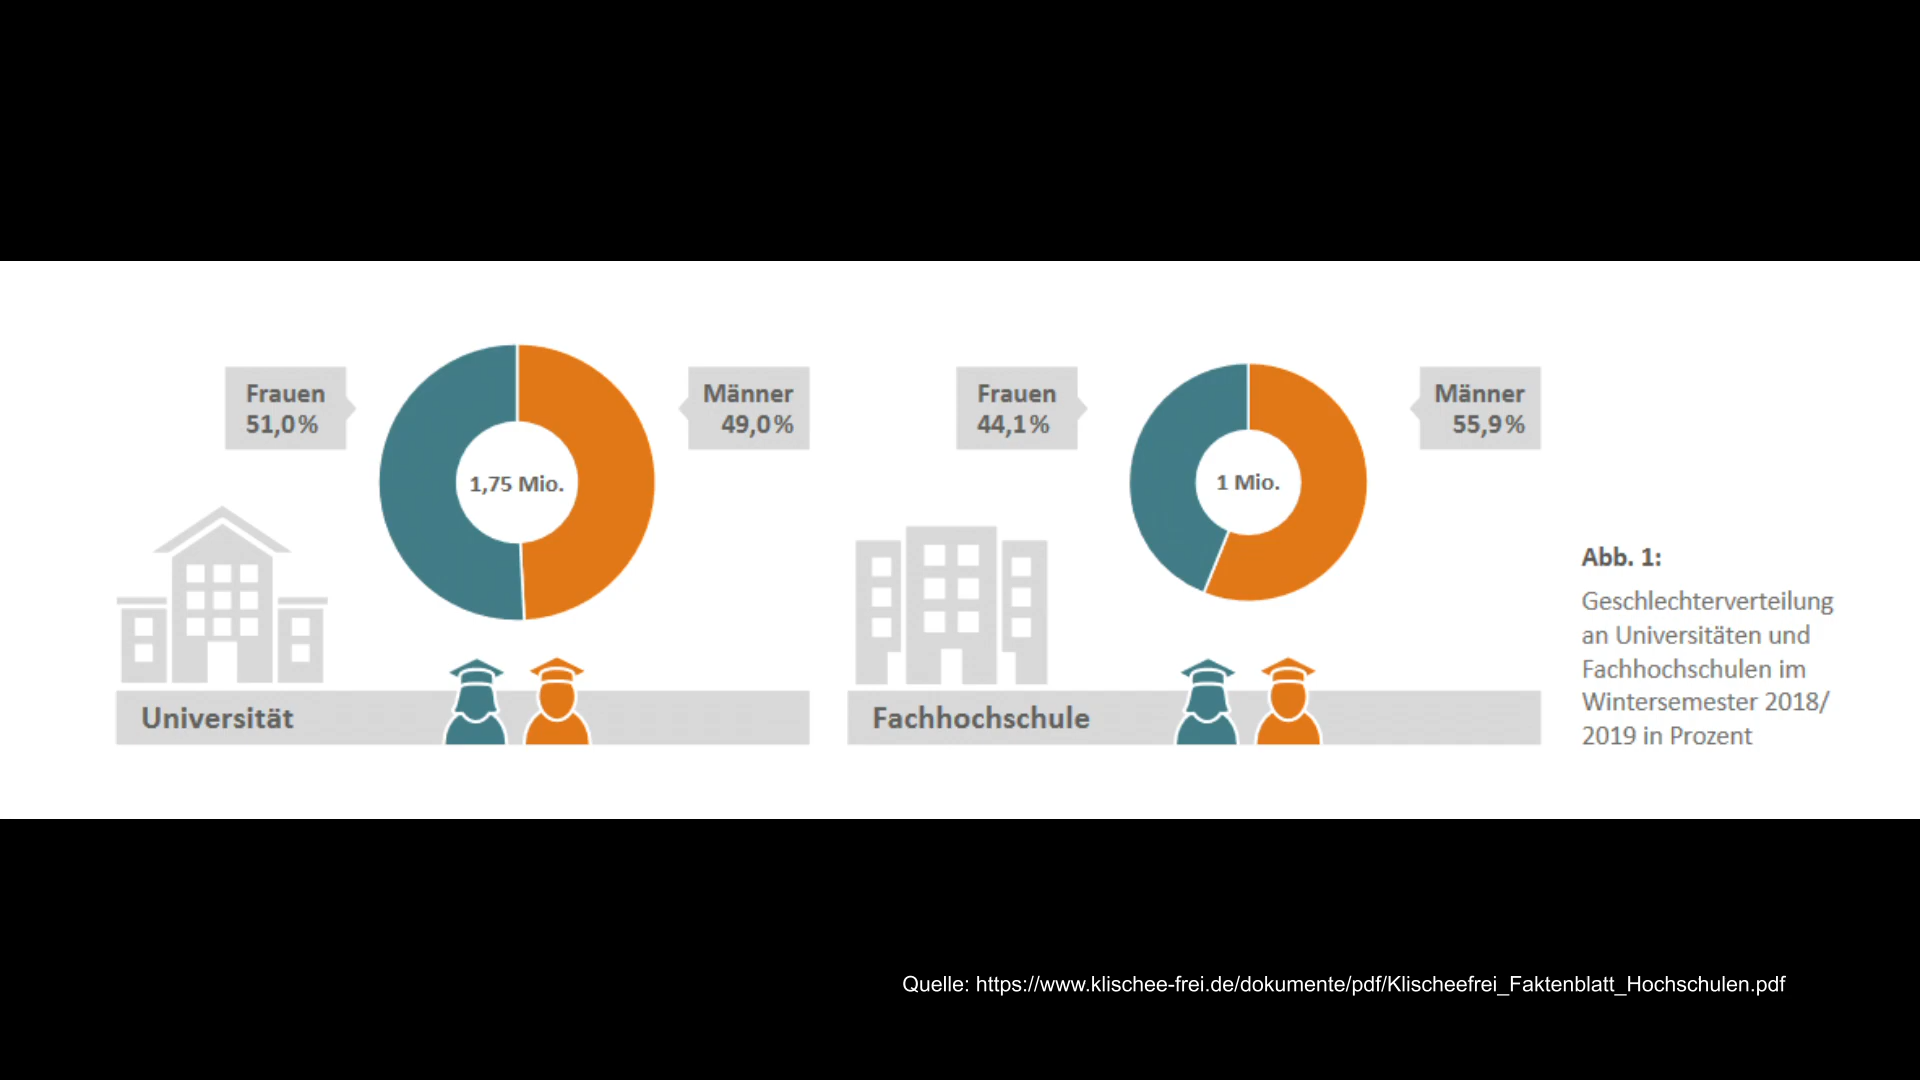 Frauen
51,0 %
Männer
49,0 %
1,75 Mio.
Universität
Frauen
44,1 %
Männer
55,9 %
1 Mio.
Fachhochschule
Abb. 1:
Geschlechterverteilung
an Universitäten und
Fachhochschulen im
Wintersemester 2018/
2019 in Prozent
Quelle: https://www.klischee-frei.de/dokumente/pdf/Klischeefrei_Faktenblatt_Hochschulen.pdf